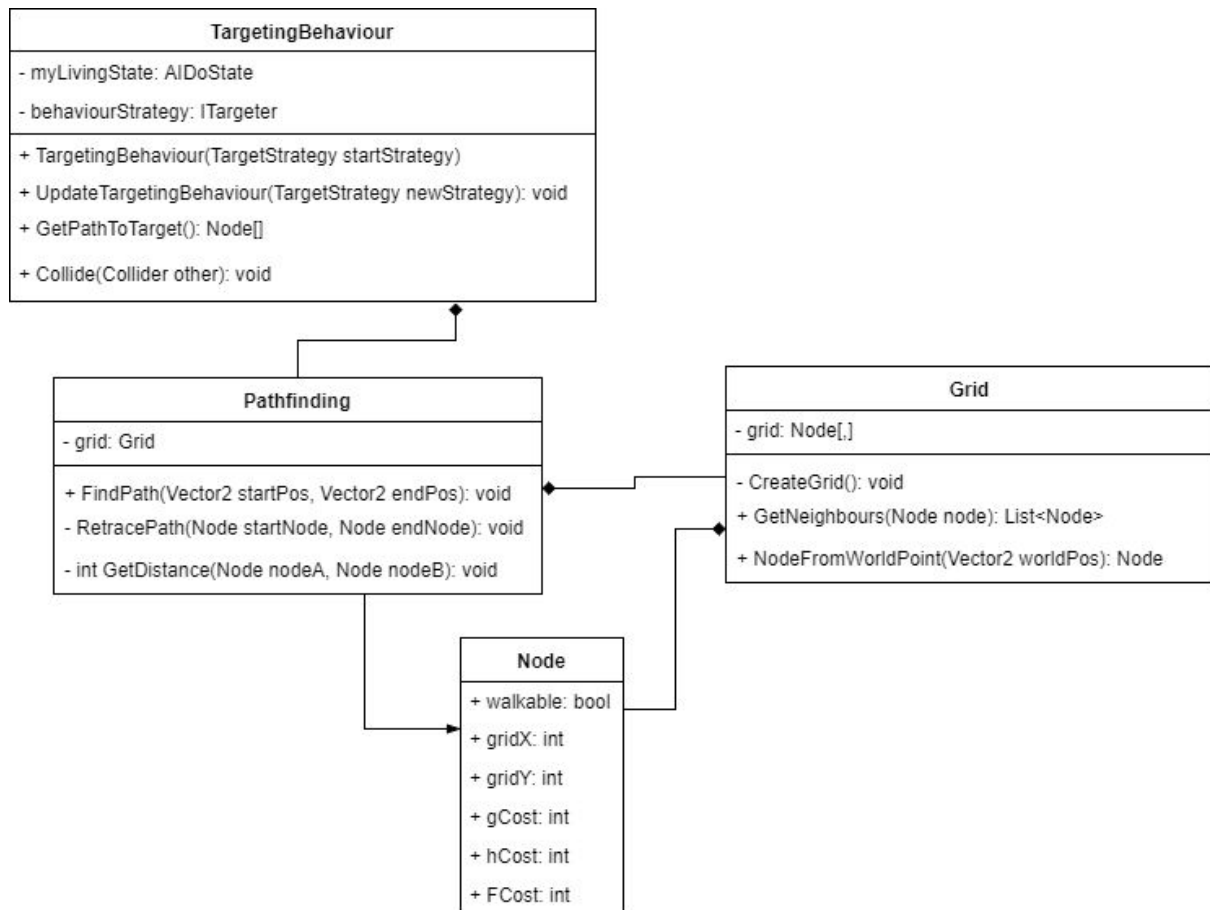 TargetingBehaviour
- myLivingState: AIDoState
- behaviourStrategy: ITargeter
+ TargetingBehaviour(TargetStrategy startStrategy)
+ UpdateTargetingBehaviour(TargetStrategy newStrategy): void
+ GetPathToTarget(): Node[]
+ Collide(Collider other): void
Pathfinding
- grid: Grid
+ FindPath(Vector2 startPos, Vector2 endPos): void
- RetracePath(Node startNode, Node endNode): void
- int GetDistance(Node nodeA, Node nodeB): void
Grid
- grid: Node[,]
- CreateGrid(): void
+ GetNeighbours(Node node): List<Node>
+ NodeFromWorldPoint(Vector2 worldPos): Node
Node
+ walkable: bool
+ gridX: int
+ gridY: int
+ gCost: int
+ hCost: int
+ FCost: int